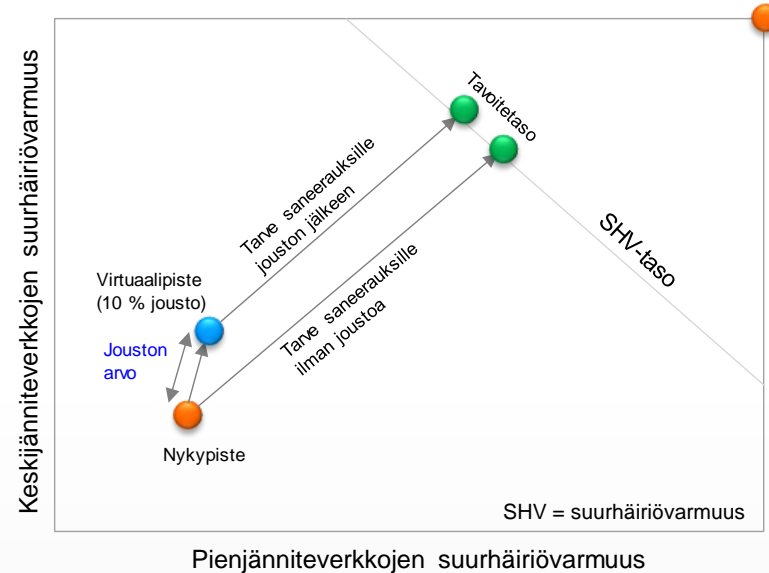 Keskijänniteverkkojen suurhäiriövarmuus
Tavoitetaso
Tarve saneerauksille
jouston jälkeen
SHV-taso
Virtuaalipiste
(10 % jousto)
Tarve saneerauksille
ilman joustoa
Jouston
arvo
Nykypiste
SHV = suurhäiriövarmuus
Pienjänniteverkkojen suurhäiriövarmuus